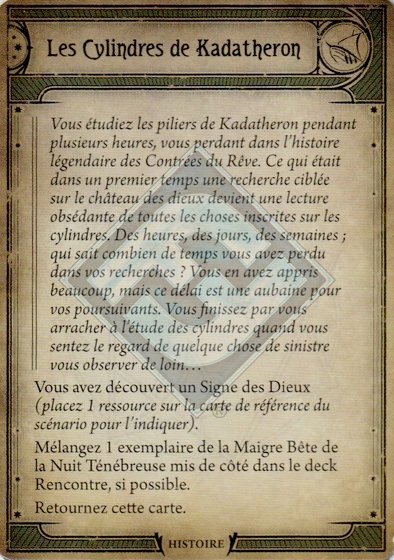 Les Cylindres de Kadatheron
Vous étudiez les piliers de Kadatheron pendant
plusieurs heures, vous perdant dans l'histoire
légendaire des Contrées du Rêve. Ce qui était
dans un premier temps une recherche ciblée
sur le château des dieux devient une lecture
obsédante de toutes les choses inscrites sur les
cylindres. Des heures, des jours, des semaines ;
qui sait combien de temps vous avez perdu
dans vos recherches ? Vous en avez appris
beaucoup, mais ce délai est une aubaine pour
vos poursuivants. Vous finissez par vous
arracher à l'étude des cylindres quand vous
sentez le regard de quelque chose de sinistre
vous observer de loin…
Vous avez découvert un Signe des Dieux
(placez 1 ressource sur la carte de référence du
scénario pour l'indiquer).
Mélangez 1 exemplaire de la Maigre Bête de
la Nuit Ténébreuse mis de côté dans le deck
Rencontre, si possible.
Retournez cette carte.
HISTOIRE